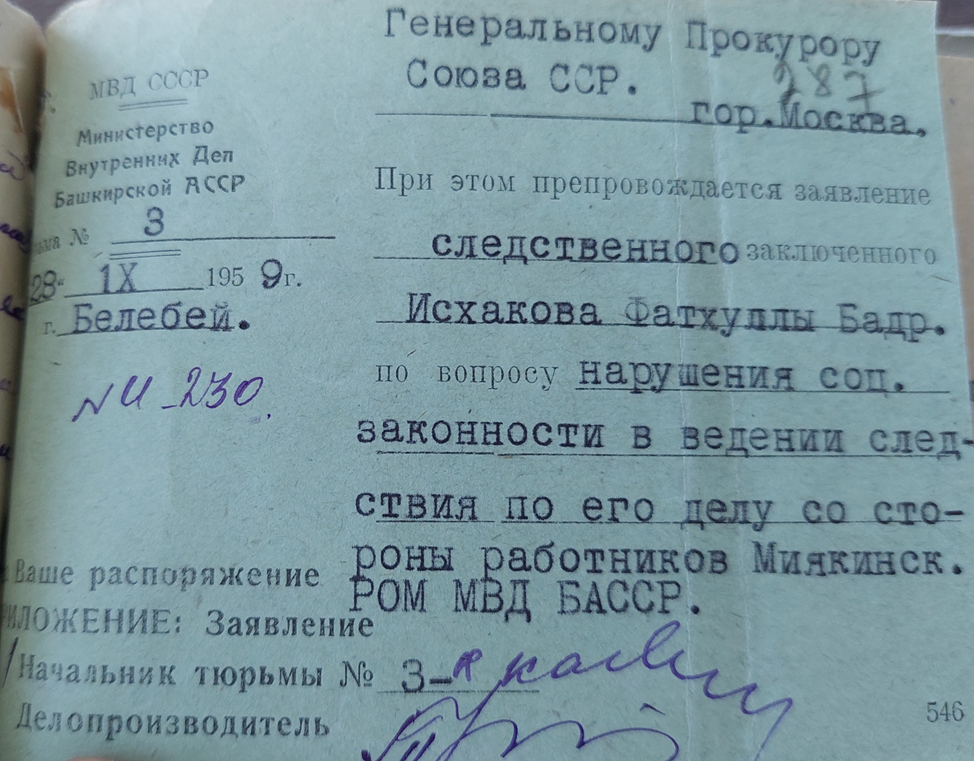 Генеральному Прокурору
Союза ССР.
287
гор.Москва.
МВД СССР
Министерство
Внутренних Дел
Башкирской АССР
№ 3
23 IX 1959г.
г. Белебей.
При этом препровождается заявление
следственного заключенного
Исхакова Фатхуллы Бадр.
по вопросу нарушения соц.
законности в ведении след-
ствия по его делу со сто-
роны работников Миякинск.
РОМ МВД БАССР.
№ И-230.
Ваше распоряжение
ИЛОЖЕНИЕ: Заявление
Начальник тюрьмы № 3-
Делопроизводитель
546